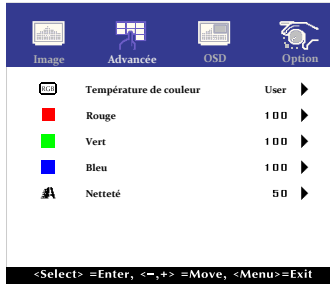 Image Advancée OSD Option
RGB Température de couleur User
Rouge 100
Vert 100
Bleu 100
Netteté 50
<Select> =Enter, <−,+> =Move, <Menu>=Exit